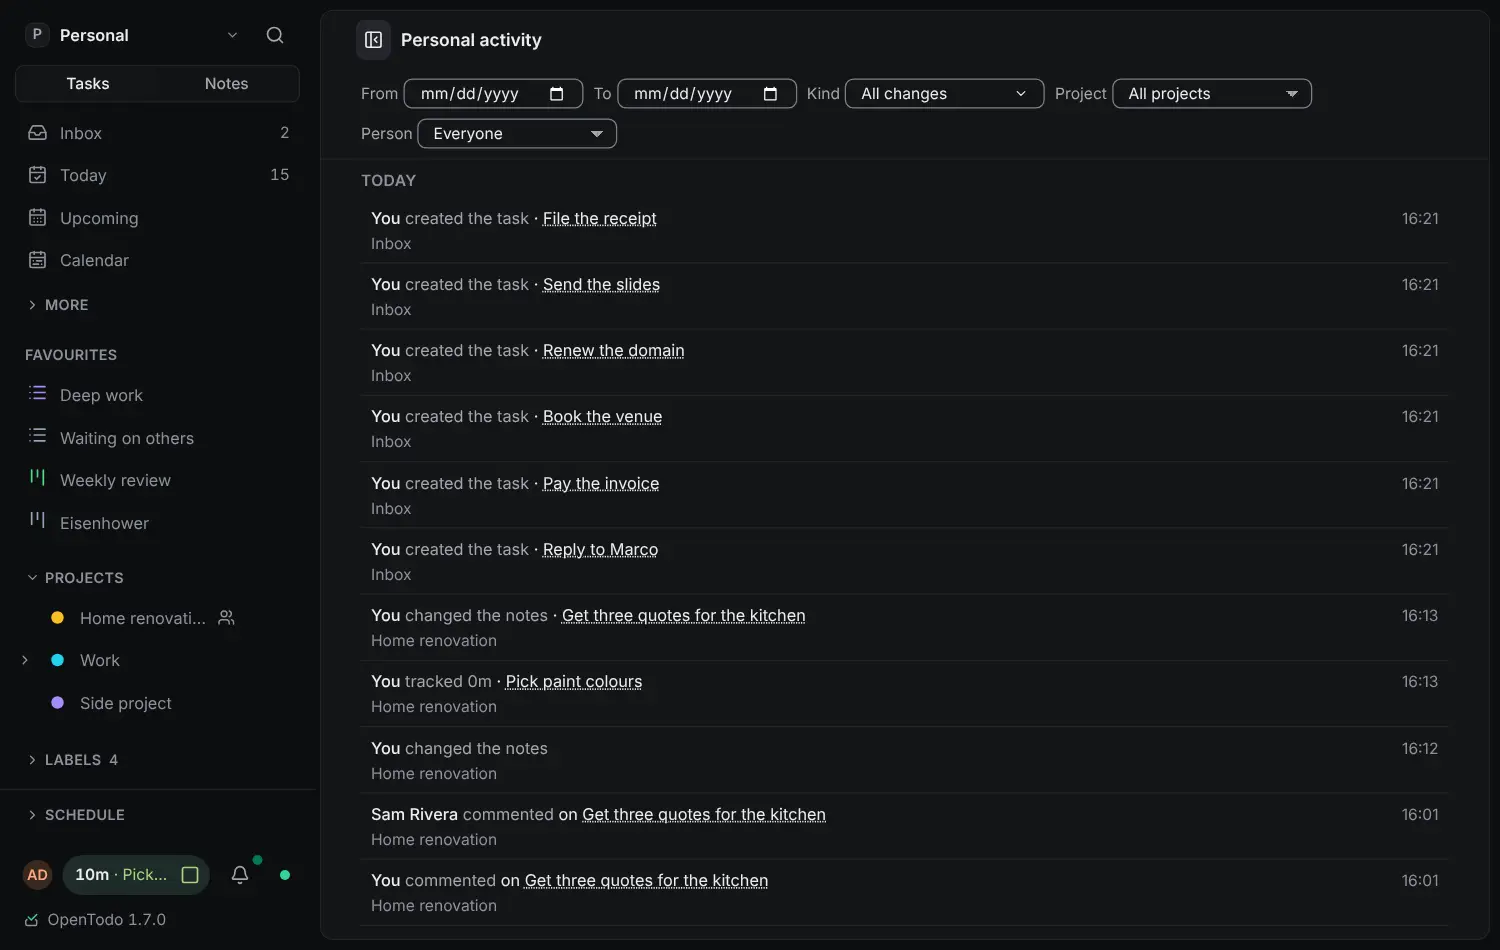 P Personal
Tasks Notes
Inbox 2
Today 15
Upcoming
Calendar
MORE
FAVOURITES
Deep work
Waiting on others
Weekly review
Eisenhower
PROJECTS
Home renovati...
Work
Side project
LABELS 4
SCHEDULE
AD 10m · Pick...
OpenTodo 1.7.0
Personal activity
From mm/dd/yyyy To mm/dd/yyyy Kind All changes Project All projects
Person Everyone
TODAY
You created the task · File the receipt 16:21
Inbox
You created the task · Send the slides 16:21
Inbox
You created the task · Renew the domain 16:21
Inbox
You created the task · Book the venue 16:21
Inbox
You created the task · Pay the invoice 16:21
Inbox
You created the task · Reply to Marco 16:21
Inbox
You changed the notes · Get three quotes for the kitchen 16:13
Home renovation
You tracked 0m · Pick paint colours 16:13
Home renovation
You changed the notes 16:12
Home renovation
Sam Rivera commented on Get three quotes for the kitchen 16:01
Home renovation
You commented on Get three quotes for the kitchen 16:01
Home renovation